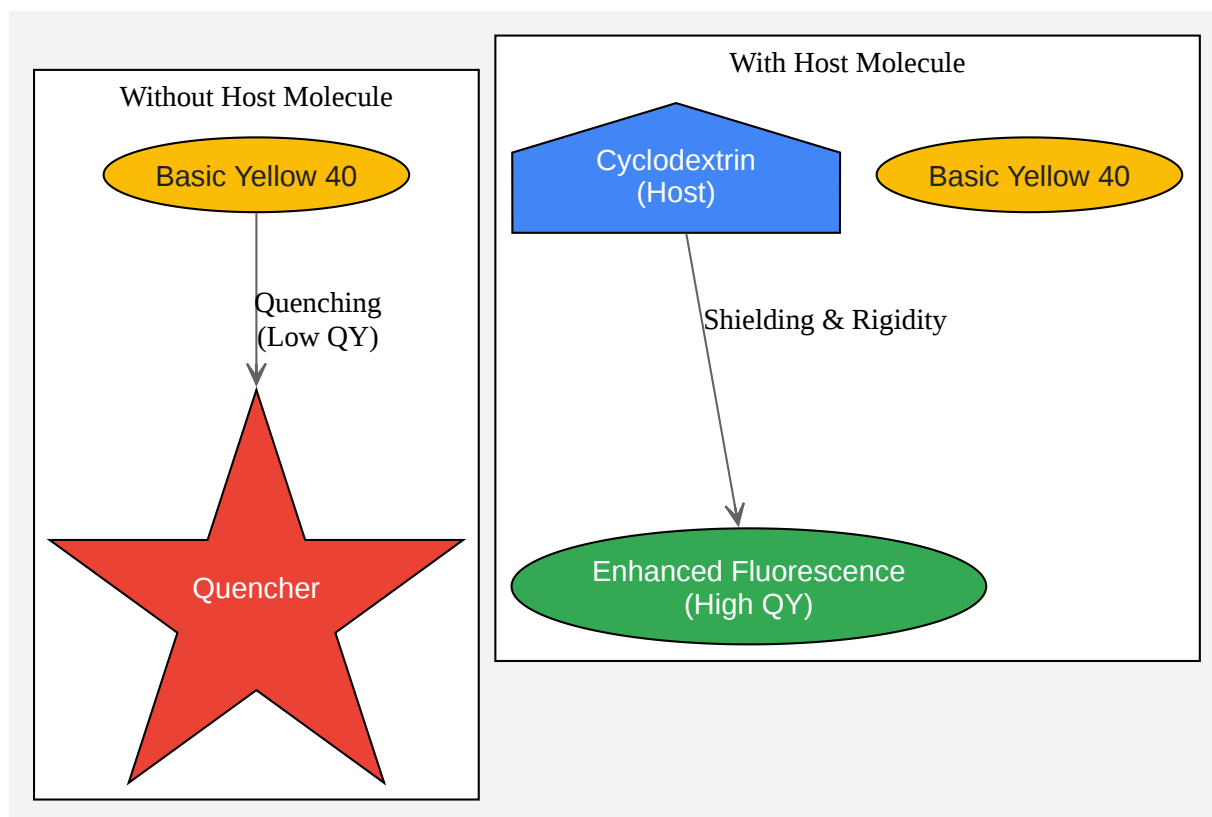 Without Host Molecule
Basic Yellow 40
Quenching
(Low QY)
Quencher
With Host Molecule
Cyclodextrin
(Host)
Basic Yellow 40
Shielding & Rigidity
Enhanced Fluorescence
(High QY)